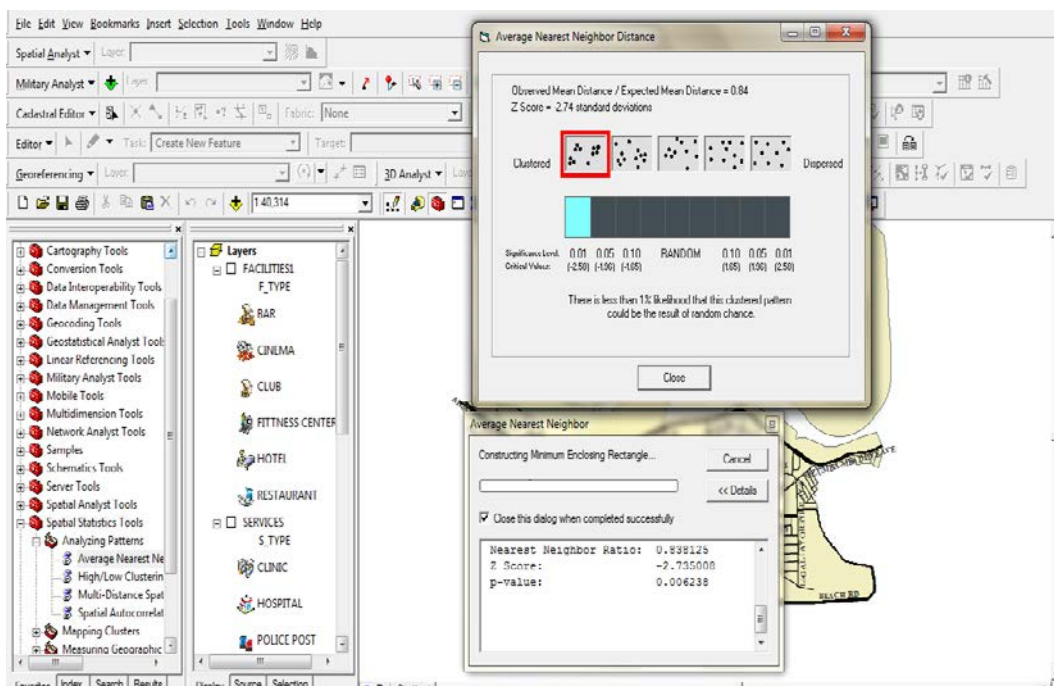 File Edit View Bookmarks Insert Selection Tools Window Help
Spatial Analyst Layer:
Military Analyst Layer:
Cadastral Editor Fabric: None
Editor Task: Create New Feature Target:
Georeferencing Layer: 3D Analyst
1:40,314
Cartography Tools
Conversion Tools
Data Interoperability Tools
Data Management Tools
Geocoding Tools
Geostatistical Analyst Tools
Linear Referencing Tools
Military Analyst Tools
Mobile Tools
Multidimension Tools
Network Analyst Tools
Samples
Schematics Tools
Server Tools
Spatial Analyst Tools
Spatial Statistics Tools
Analyzing Patterns
Average Nearest Ne
High/Low Clusterin
Multi-Distance Spat
Spatial Autocorrelat
Mapping Clusters
Measuring Geographic
Favorites Index Search Results
Layers
FACILITIES1
F_TYPE
BAR
CINEMA
CLUB
FITTNESS CENTER
HOTEL
RESTAURANT
SERVICES
S_TYPE
CLINIC
HOSPITAL
POLICE POST
Display Source Selection
Average Nearest Neighbor Distance
Observed Mean Distance / Expected Mean Distance = 0.84
Z Score = -2.74 standard deviations
Clustered Dispersed
Significance Level: 0.01 0.05 0.10 RANDOM 0.10 0.05 0.01
Critical Values: (-2.58) (-1.96) (-1.65) (1.65) (1.96) (2.58)
There is less than 1% likelihood that this clustered pattern
could be the result of random chance.
Close
Average Nearest Neighbor
Constructing Minimum Enclosing Rectangle...
Cancel
<< Details
Close this dialog when completed successfully
Nearest Neighbor Ratio: 0.838125
Z Score: -2.735008
p-value: 0.006238
BEACH RD